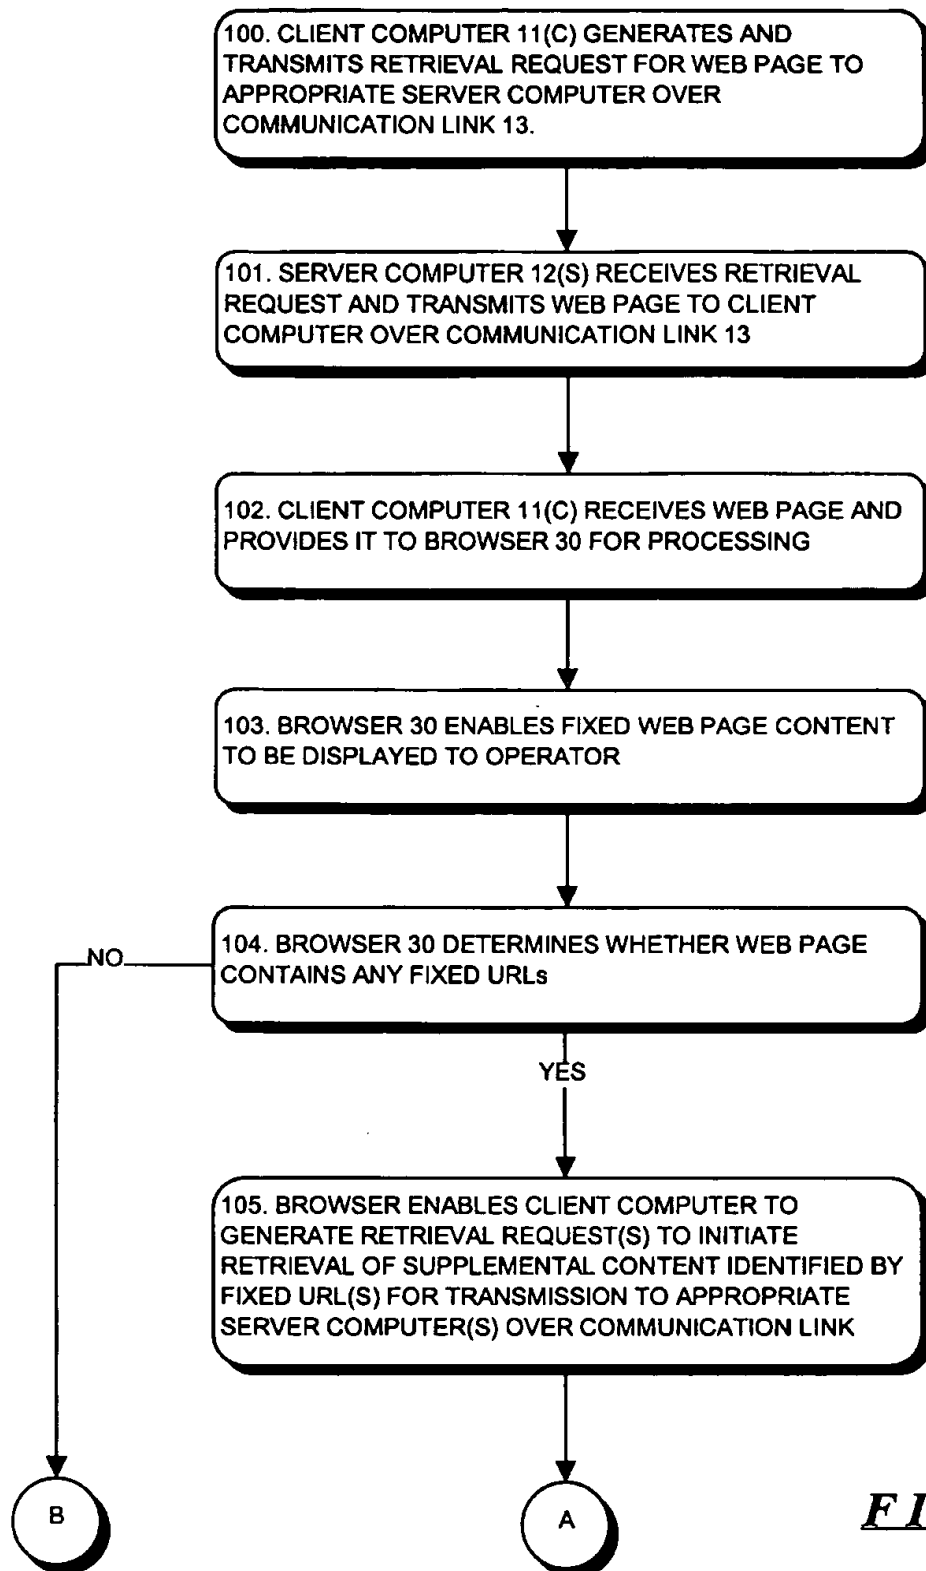 100. CLIENT COMPUTER 11(C) GENERATES AND
TRANSMITS RETRIEVAL REQUEST FOR WEB PAGE TO
APPROPRIATE SERVER COMPUTER OVER
COMMUNICATION LINK 13.
101. SERVER COMPUTER 12(S) RECEIVES RETRIEVAL
REQUEST AND TRANSMITS WEB PAGE TO CLIENT
COMPUTER OVER COMMUNICATION LINK 13
102. CLIENT COMPUTER 11(C) RECEIVES WEB PAGE AND
PROVIDES IT TO BROWSER 30 FOR PROCESSING
103. BROWSER 30 ENABLES FIXED WEB PAGE CONTENT
TO BE DISPLAYED TO OPERATOR
104. BROWSER 30 DETERMINES WHETHER WEB PAGE
CONTAINS ANY FIXED URLs
NO
YES
105. BROWSER ENABLES CLIENT COMPUTER TO
GENERATE RETRIEVAL REQUEST(S) TO INITIATE
RETRIEVAL OF SUPPLEMENTAL CONTENT IDENTIFIED BY
FIXED URL(S) FOR TRANSMISSION TO APPROPRIATE
SERVER COMPUTER(S) OVER COMMUNICATION LINK
B
A
FI